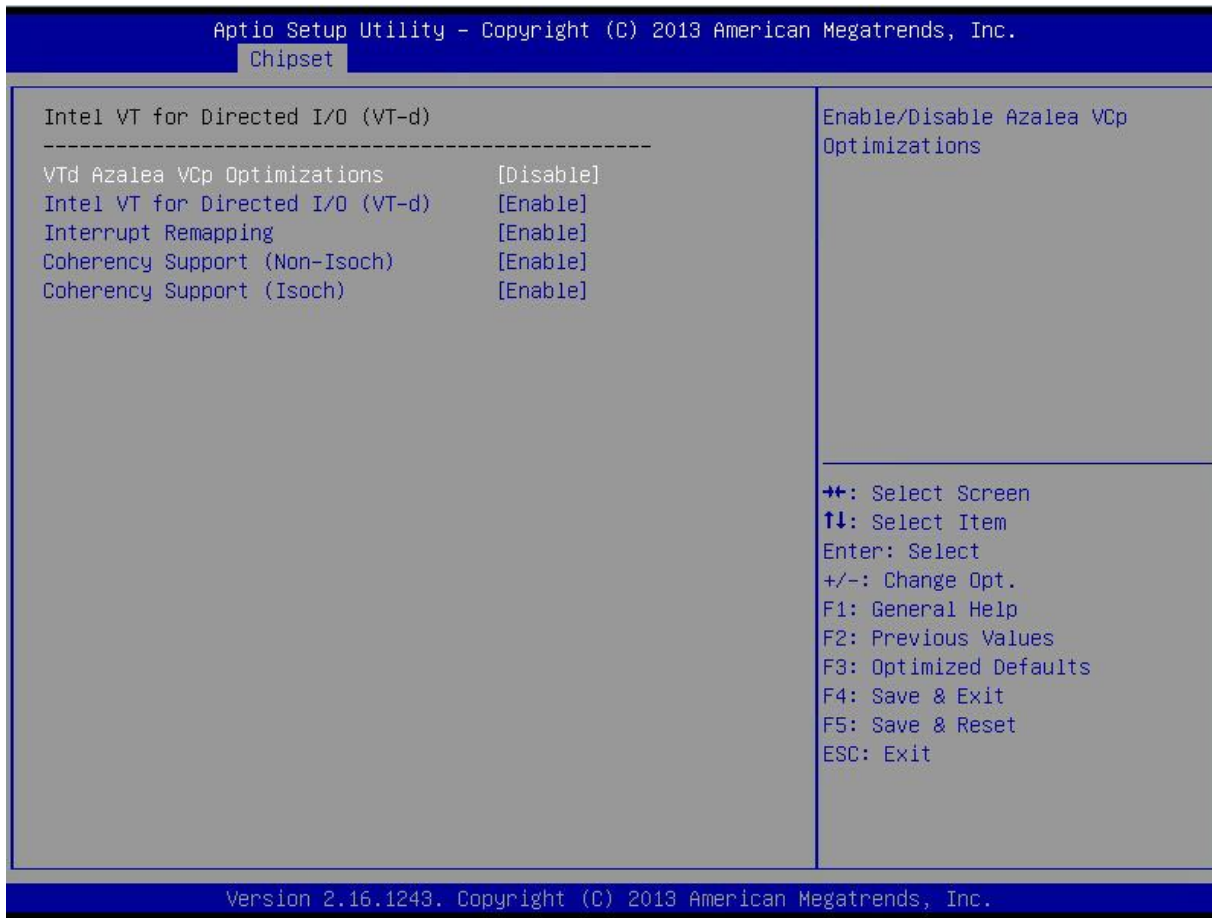 Aptio Setup Utility – Copyright (C) 2013 American Megatrends, Inc.
Chipset
Intel VT for Directed I/O (VT-d)
--------------------------------------------------
VTd Azalea VCp Optimizations [Disable]
Intel VT for Directed I/O (VT-d) [Enable]
Interrupt Remapping [Enable]
Coherency Support (Non-Isoch) [Enable]
Coherency Support (Isoch) [Enable]
Enable/Disable Azalea VCp
Optimizations
→←: Select Screen
↑↓: Select Item
Enter: Select
+/-: Change Opt.
F1: General Help
F2: Previous Values
F3: Optimized Defaults
F4: Save & Exit
F5: Save & Reset
ESC: Exit
Version 2.16.1243. Copyright (C) 2013 American Megatrends, Inc.